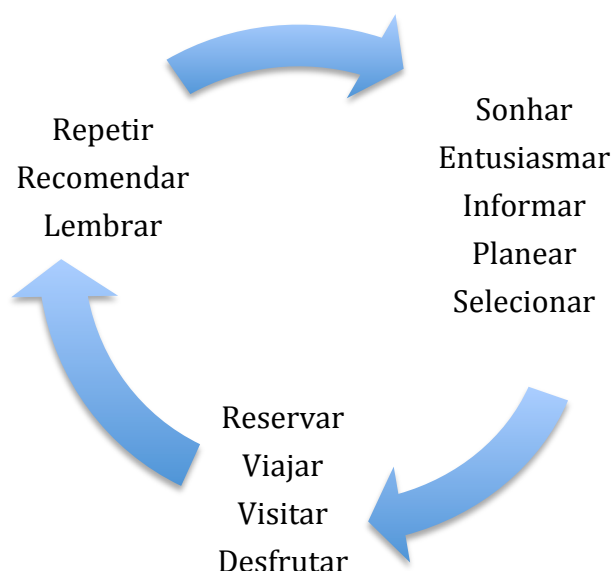 Repetir
Recomendar
Lembrar
Sonhar
Entusiasmar
Informar
Planear
Selecionar
Reservar
Viajar
Visitar
Desfrutar